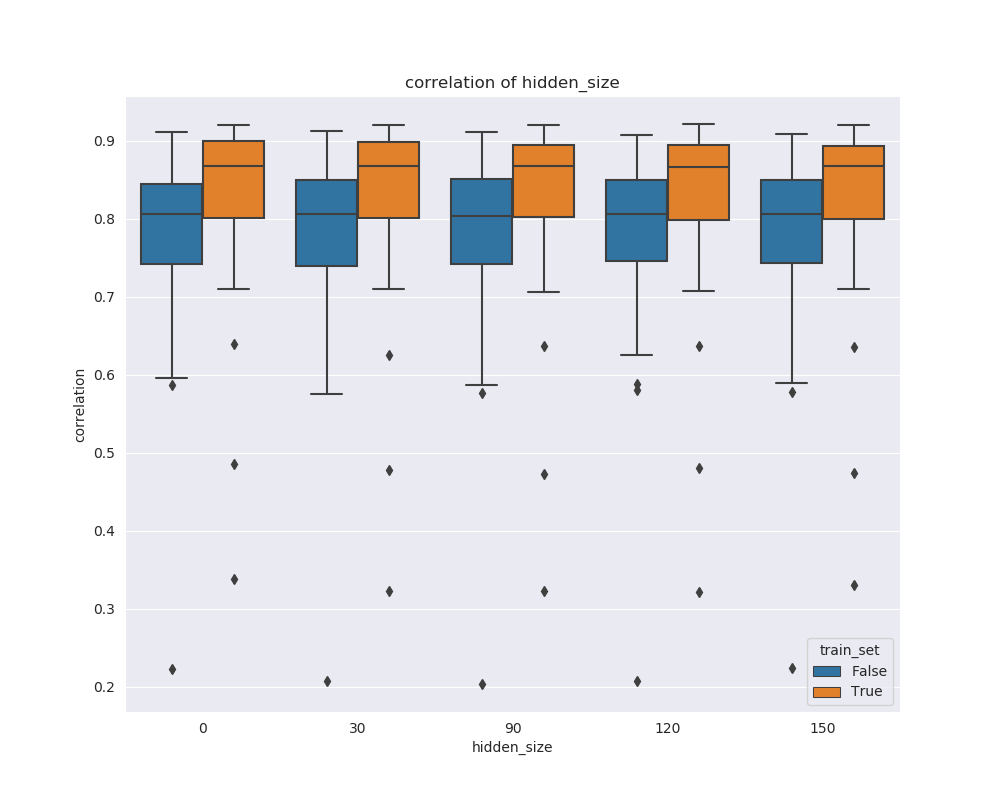 correlation of hidden_size
correlation
0.9
0.8
0.7
0.6
0.5
0.4
0.3
0.2
0 30 90 120 150
hidden_size
train_set
False
True